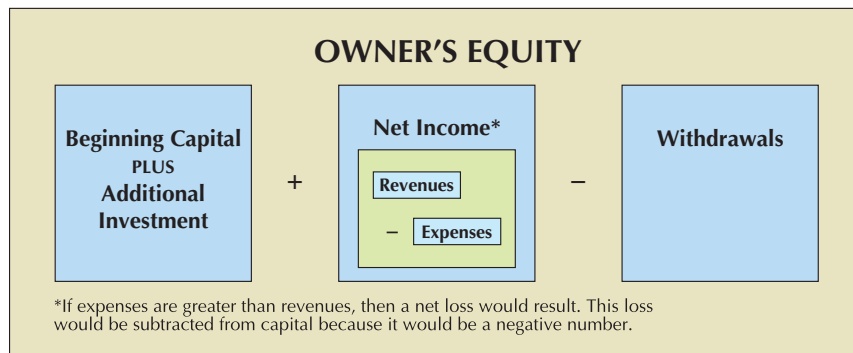 OWNER’S EQUITY
Beginning Capital
PLUS
Additional
Investment
+
Net Income*
Revenues
– Expenses
–
Withdrawals
*If expenses are greater than revenues, then a net loss would result. This loss
would be subtracted from capital because it would be a negative number.